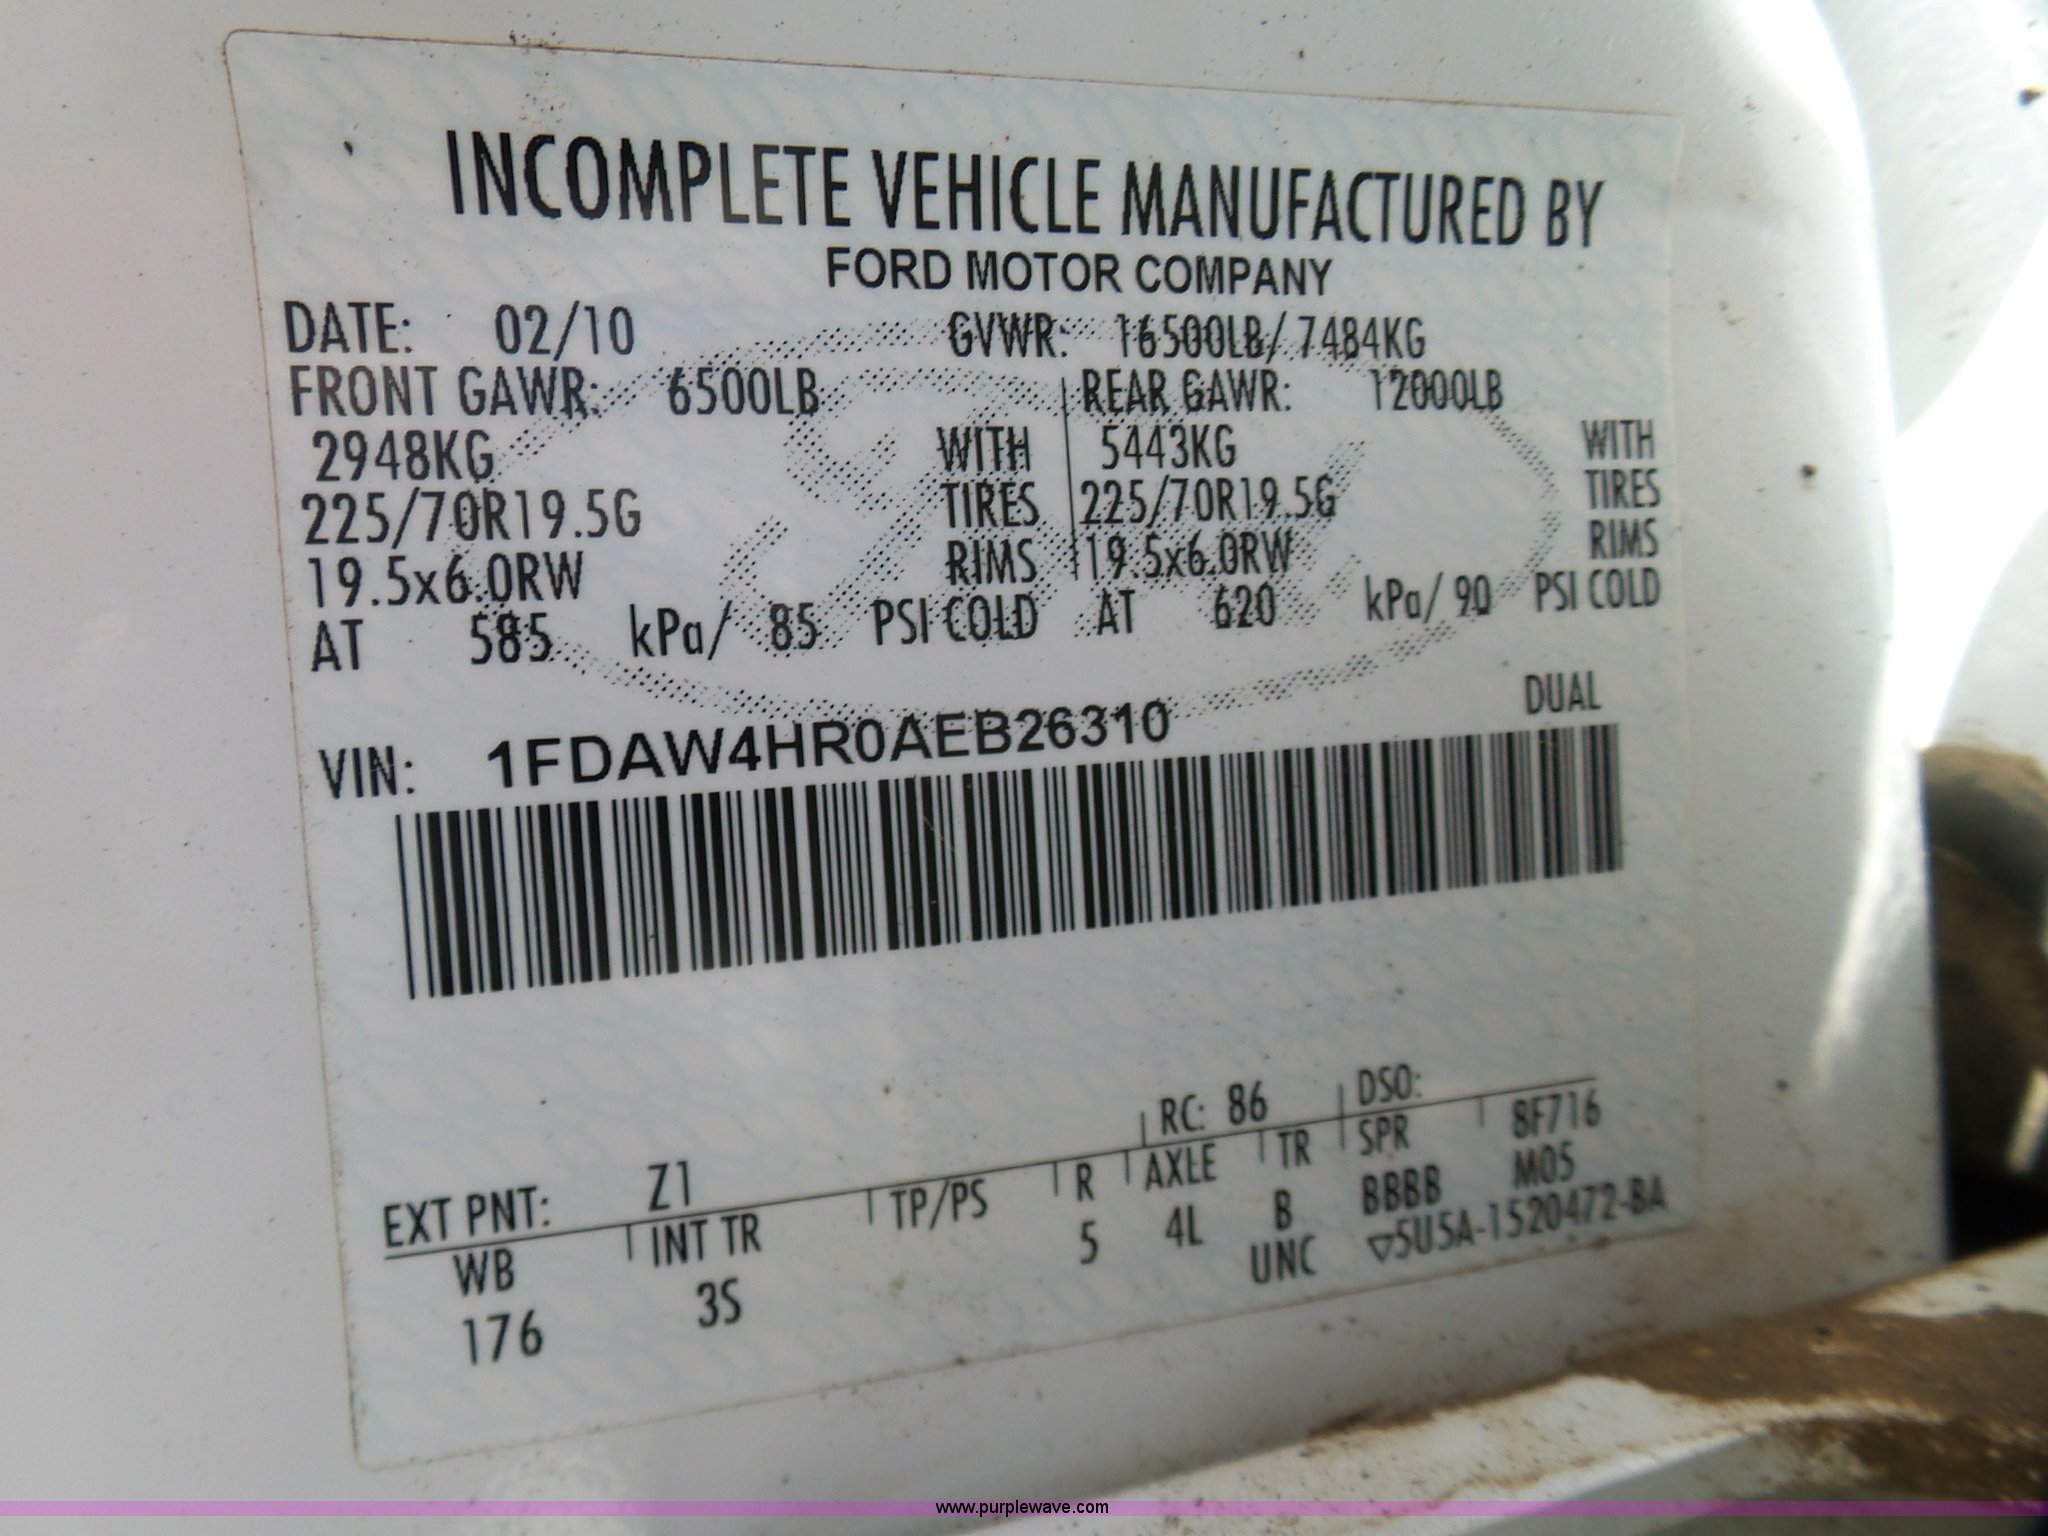 INCOMPLETE VEHICLE MANUFACTURED BY
FORD MOTOR COMPANY
DATE: 02/10 GVWR: 16500LB/ 7484KG
FRONT GAWR: 6500LB REAR GAWR: 12000LB
2948KG WITH 5443KG WITH
225/70R19.5G TIRES 225/70R19.5G TIRES
19.5x6.0RW RIMS 19.5x6.0RW RIMS
AT 585 kPa/ 85 PSI COLD AT 620 kPa/ 90 PSI COLD
DUAL
VIN: 1FDAW4HR0AEB26310
EXT PNT: Z1 RC: 86 DSO:
WB INT TR TP/PS R AXLE TR SPR 8F716
176 3S 5 4L B BBBB M05
UNC ▽5U5A-1520472-BA
www.purplewave.com